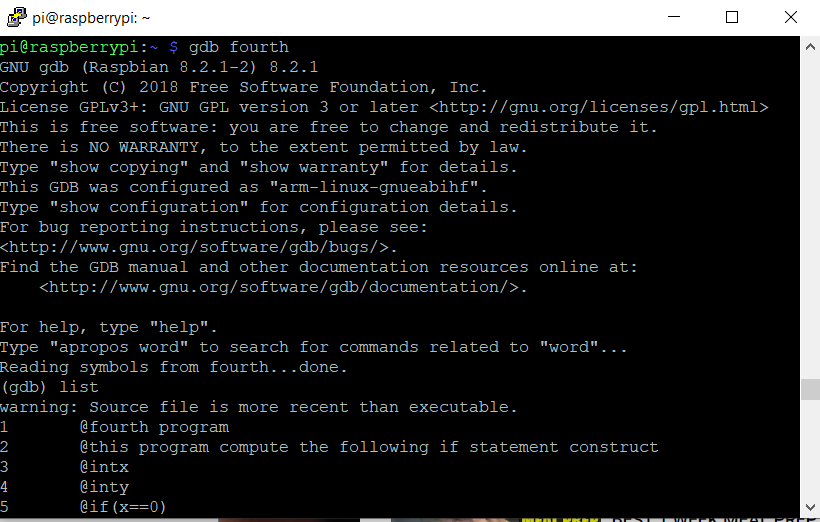 pi@raspberrypi: ~
pi@raspberrypi:~ $ gdb fourth
GNU gdb (Raspbian 8.2.1-2) 8.2.1
Copyright (C) 2018 Free Software Foundation, Inc.
License GPLv3+: GNU GPL version 3 or later <http://gnu.org/licenses/gpl.html>
This is free software: you are free to change and redistribute it.
There is NO WARRANTY, to the extent permitted by law.
Type "show copying" and "show warranty" for details.
This GDB was configured as "arm-linux-gnueabihf".
Type "show configuration" for configuration details.
For bug reporting instructions, please see:
<http://www.gnu.org/software/gdb/bugs/>.
Find the GDB manual and other documentation resources online at:
    <http://www.gnu.org/software/gdb/documentation/>.
For help, type "help".
Type "apropos word" to search for commands related to "word"...
Reading symbols from fourth...done.
(gdb) list
warning: Source file is more recent than executable.
1       @fourth program
2       @this program compute the following if statement construct
3       @intx
4       @inty
5       @if(x==0)
MEAL PREP! BEST 1 WEEK MEAL PREP